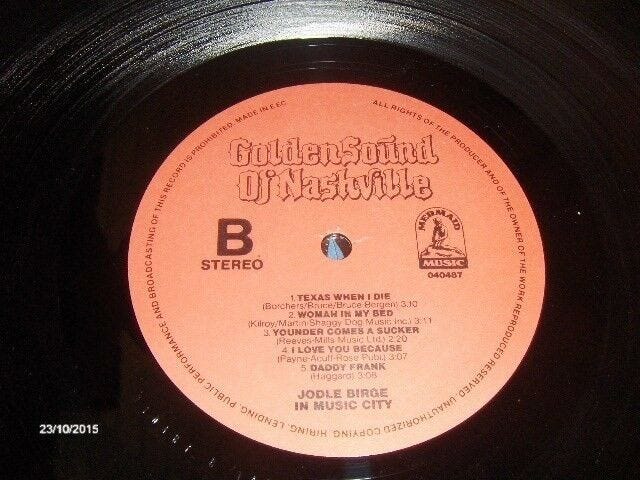 Golden Sound
Of Nashville
B
STEREO
MERMAID
MUSIC
040487
1. TEXAS WHEN I DIE
(Borchers/Bruce/Bruce Bergen) 3:10
2. WOMAN IN MY BED
(Kilroy/Martin-Shaggy Dog Music Inc.) 3:11
3. YOUNDER COMES A SUCKER
(Reeves-Mills Music Ltd.) 2:20
4. I LOVE YOU BECAUSE
(Payne-Acuff-Rose Publ.) 3:07
5. DADDY FRANK
(Haggard) 3:08
JODLE BIRGE
IN MUSIC CITY
ALL RIGHTS OF THE PRODUCER AND OF THE OWNER OF THE WORK REPRODUCED RESERVED. UNAUTHORIZED COPYING, HIRING, LENDING, PUBLIC PERFORMANCE AND BROADCASTING OF THIS RECORD IS PROHIBITED. MADE IN EEC
23/10/2015